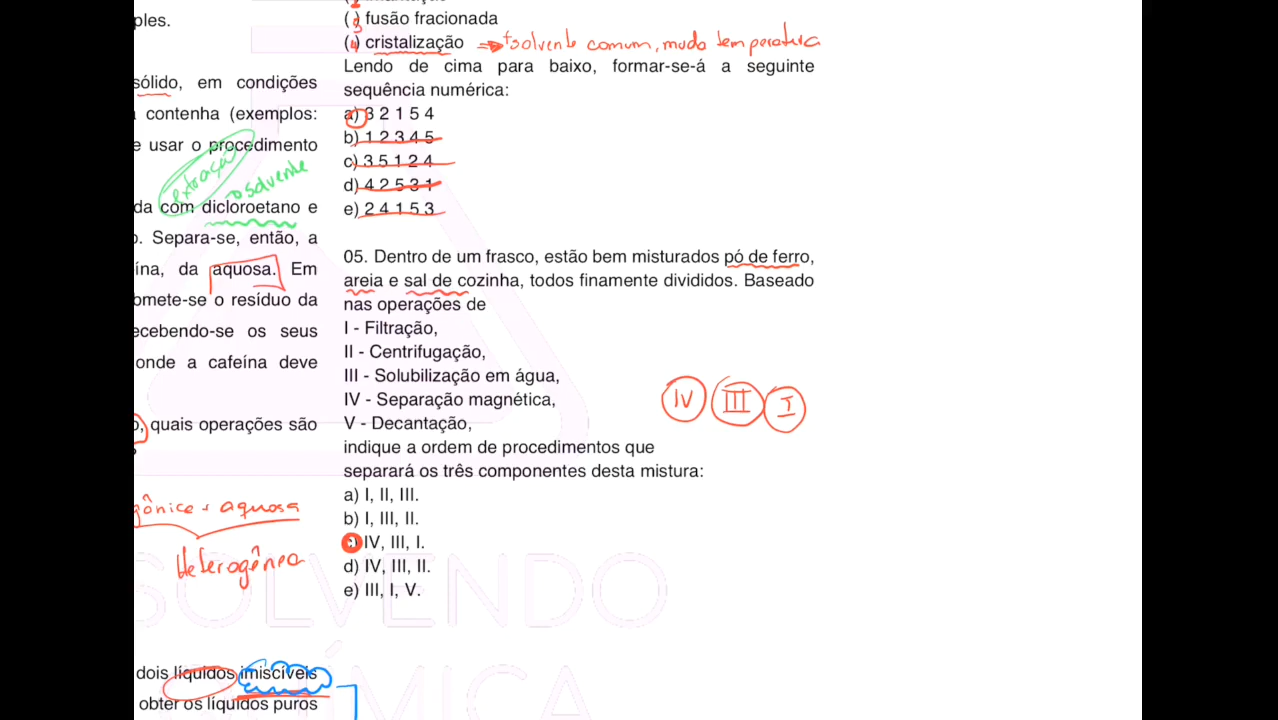 ples.
sólido, em condições
contenha (exemplos:
e usar o procedimento
extração
→ solvente
da com dicloroetano e
o. Separa-se, então, a
ína, da aquosa. Em
bmete-se o resíduo da
ecebendo-se os seus
onde a cafeína deve
quais operações são
gânica + aquosa
Heterogênea
dois líquidos imiscíveis
obter os líquidos puros
( ) fusão fracionada
(4) cristalização → +solvente comum, muda temperatura
Lendo de cima para baixo, formar-se-á a seguinte
sequência numérica:
a) 3 2 1 5 4
b) 1 2 3 4 5
c) 3 5 1 2 4
d) 4 2 5 3 1
e) 2 4 1 5 3
05. Dentro de um frasco, estão bem misturados pó de ferro,
areia e sal de cozinha, todos finamente divididos. Baseado
nas operações de
I - Filtração,
II - Centrifugação,
III - Solubilização em água,
IV - Separação magnética,
V - Decantação,
IV III I
indique a ordem de procedimentos que
separará os três componentes desta mistura:
a) I, II, III.
b) I, III, II.
c) IV, III, I.
d) IV, III, II.
e) III, I, V.
SOLVENDO
QUÍMICA